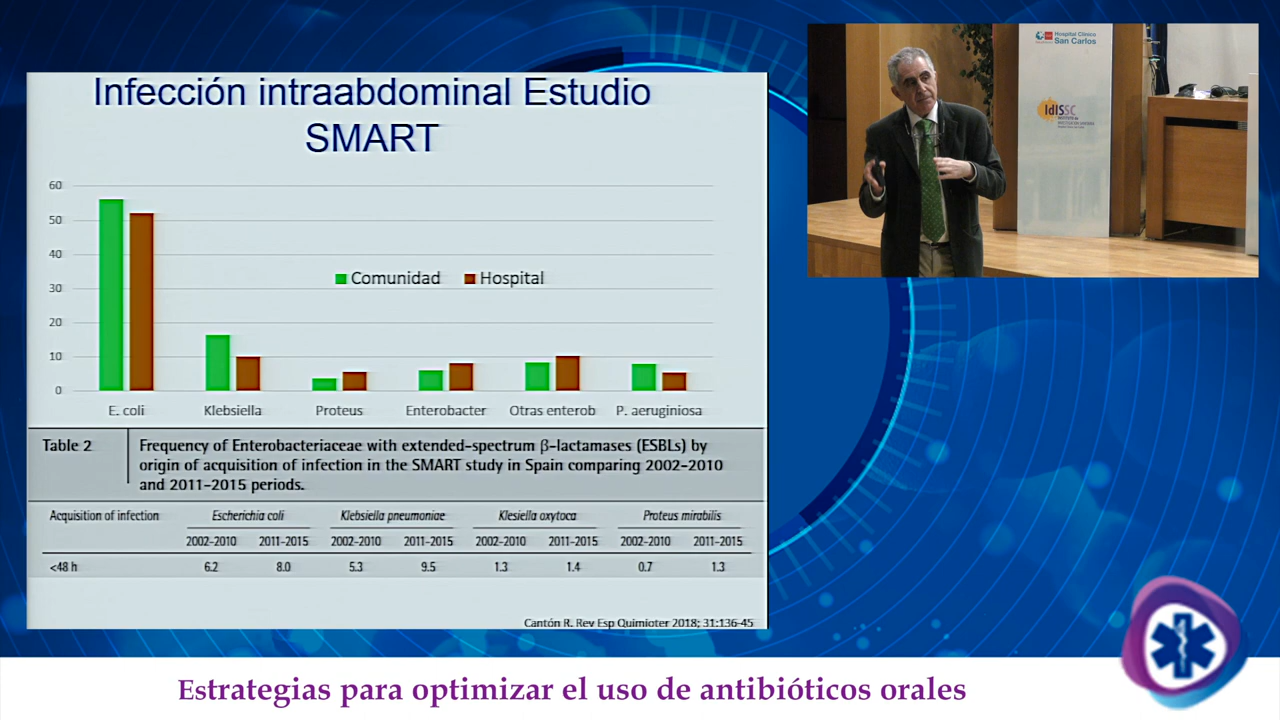 Infección intraabdominal Estudio
SMART
60
50
40
30
20
10
0
Comunidad
Hospital
E. coli
Klebsiella
Proteus
Enterobacter
Otras enterob
P. aeruginiosa
Table 2
Frequency of Enterobacteriaceae with extended-spectrum β-lactamases (ESBLs) by
origin of acquisition of infection in the SMART study in Spain comparing 2002-2010
and 2011-2015 periods.
Acquisition of infection
Escherichia coli
Klebsiella pneumoniae
Klesiella oxytoca
Proteus mirabilis
2002-2010 2011-2015 2002-2010 2011-2015 2002-2010 2011-2015 2002-2010 2011-2015
<48 h 6.2 8.0 5.3 9.5 1.3 1.4 0.7 1.3
Cantón R. Rev Esp Quimioter 2018; 31:136-45
Hospital Clínico
San Carlos
IdISSC
Estrategias para optimizar el uso de antibióticos orales